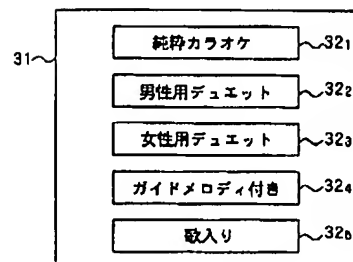 31
純粋カラオケ 32₁
男性用デュエット 32₂
女性用デュエット 32₃
ガイドメロディ付き 32₄
歌入り 32₅